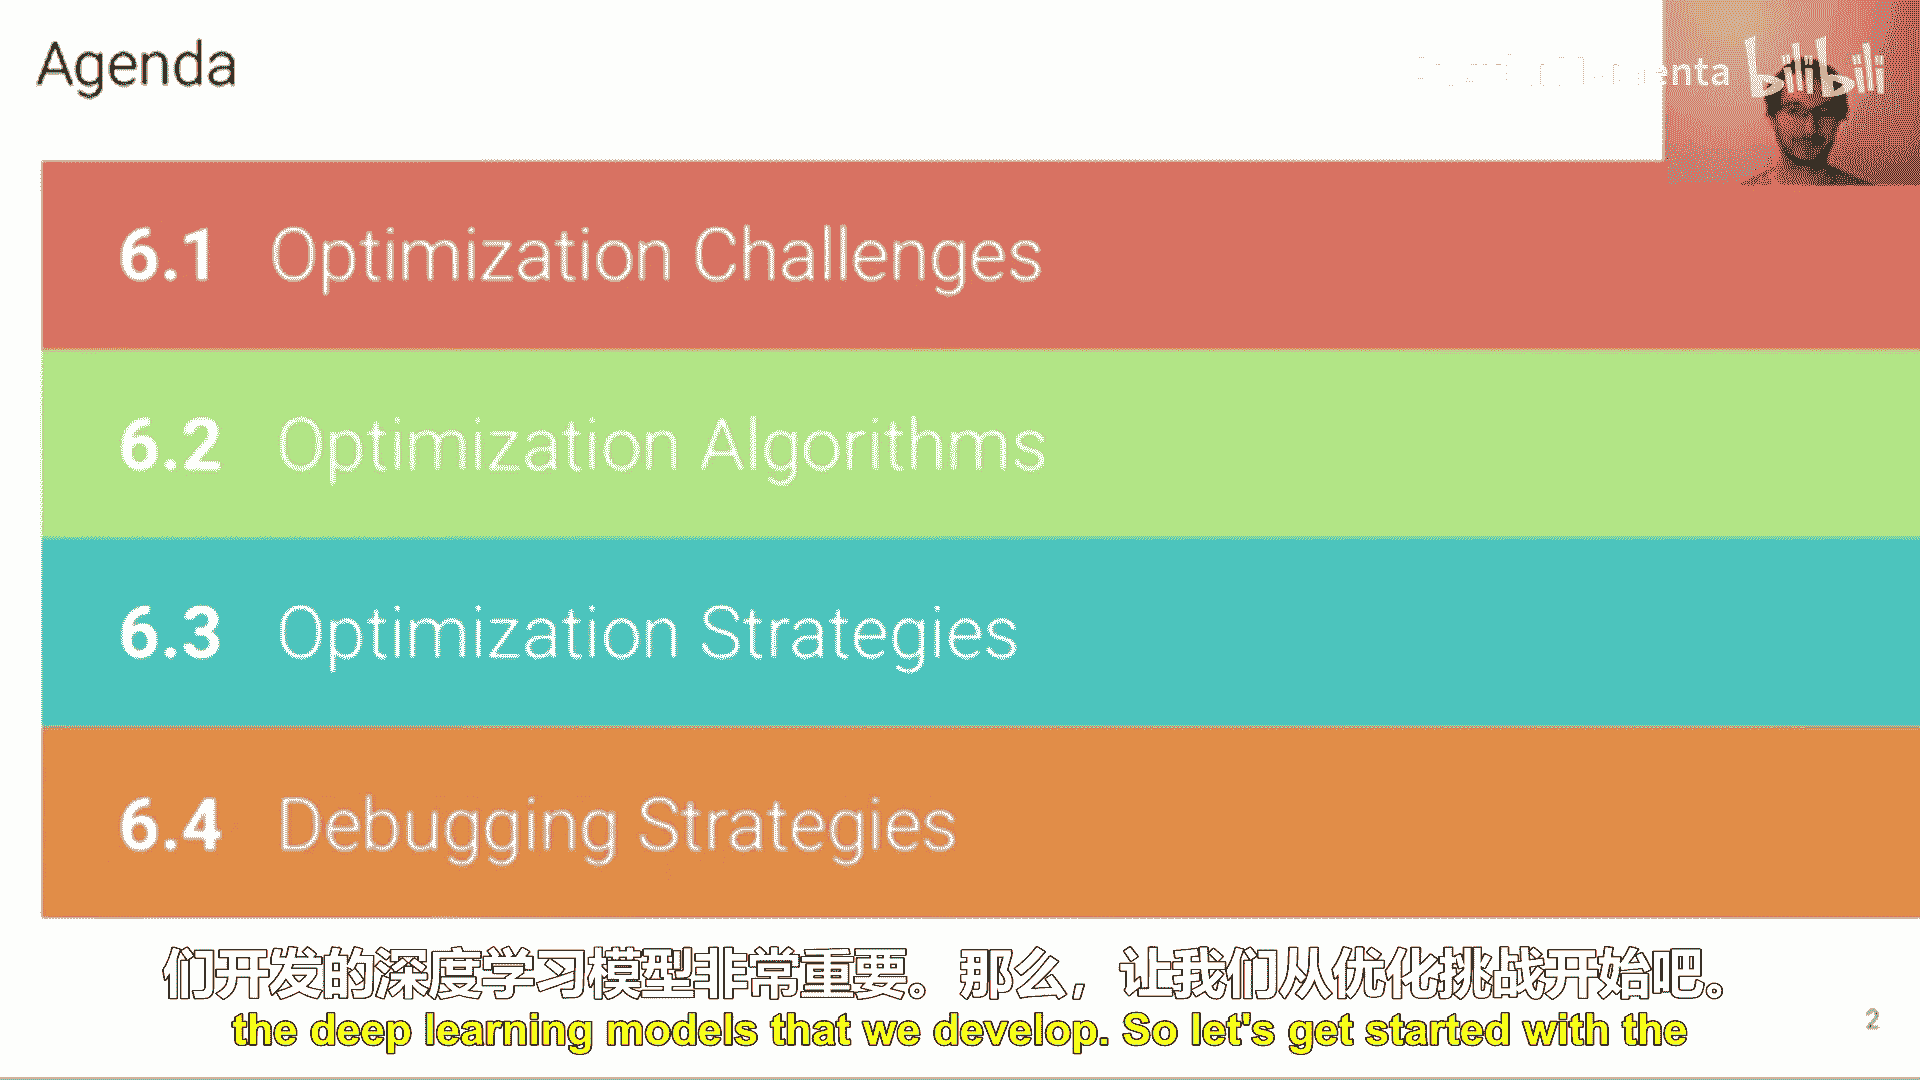 Agenda
bilibili
6.1 Optimization Challenges
6.2 Optimization Algorithms
6.3 Optimization Strategies
6.4 Debugging Strategies
们开发的深度学习模型非常重要。那么，让我们从优化挑战开始吧。
the deep learning models that we develop. So let's get started with the
2